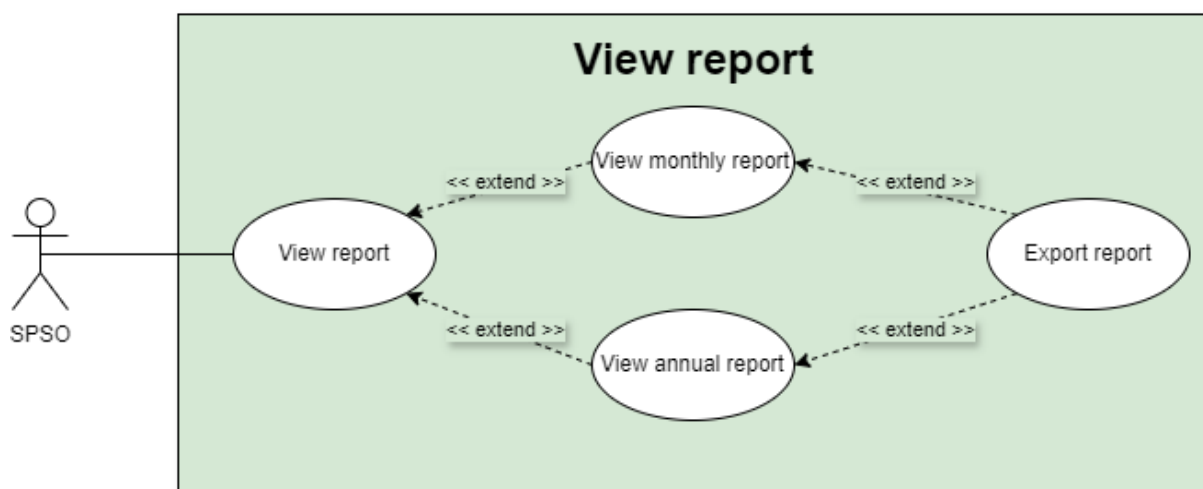 View report
View monthly report
<< extend >>
<< extend >>
View report
Export report
SPSO
<< extend >>
<< extend >>
View annual report